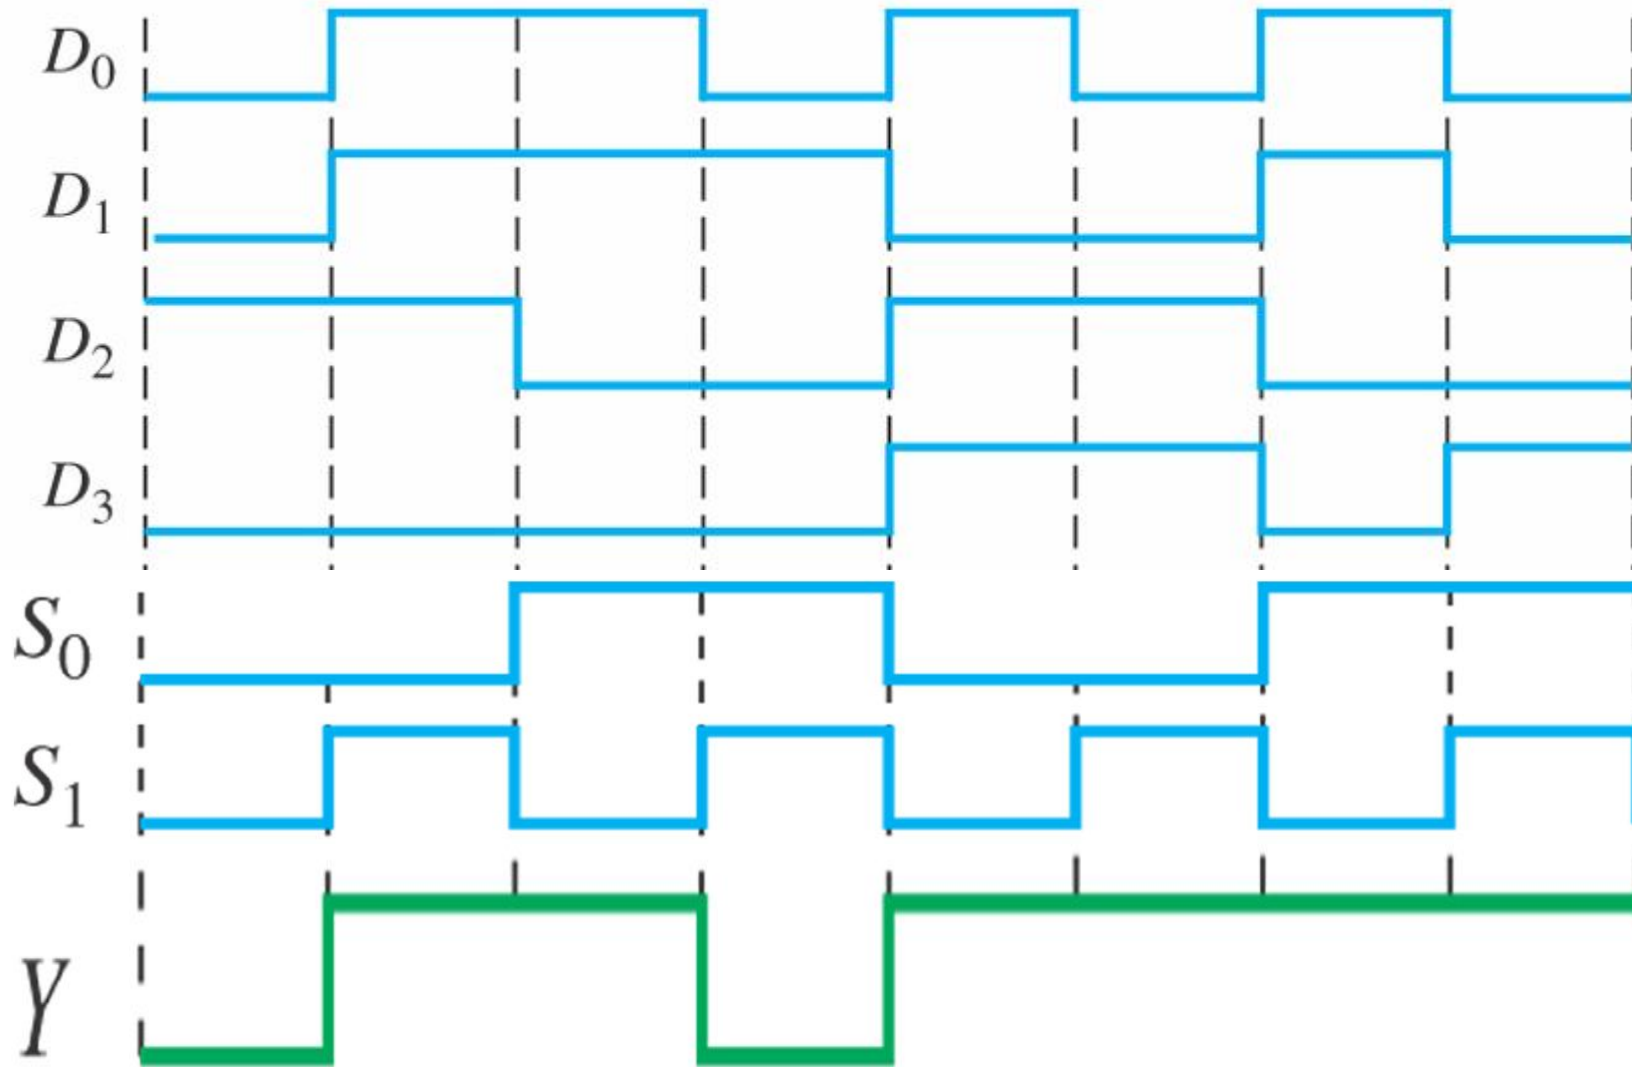 D₀
D₁
D₂
D₃
S₀
S₁
Y